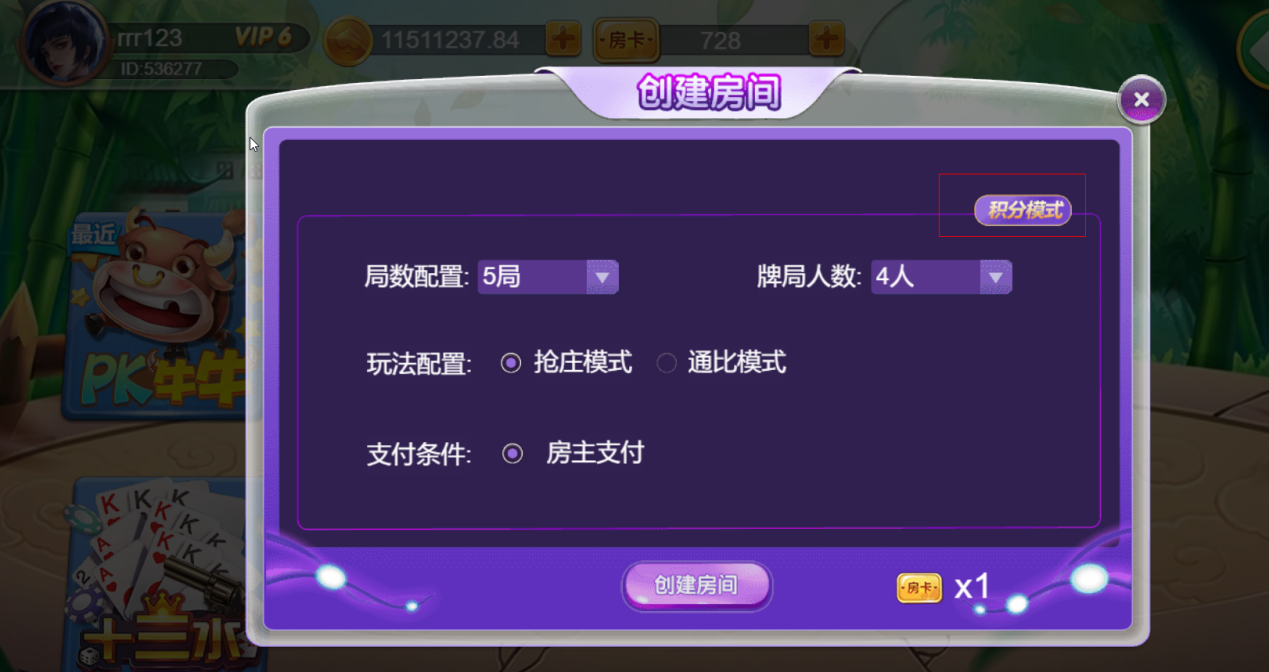 rrr123
VIP 6
11511237.84
房卡
728
ID:536277
创建房间
积分模式
最近
局数配置: 5局
牌局人数: 4人
PK牛牛
玩法配置: 抢庄模式 通比模式
支付条件: 房主支付
K K K
K K
A K K
2 A
创建房间
房卡 x1
十三水